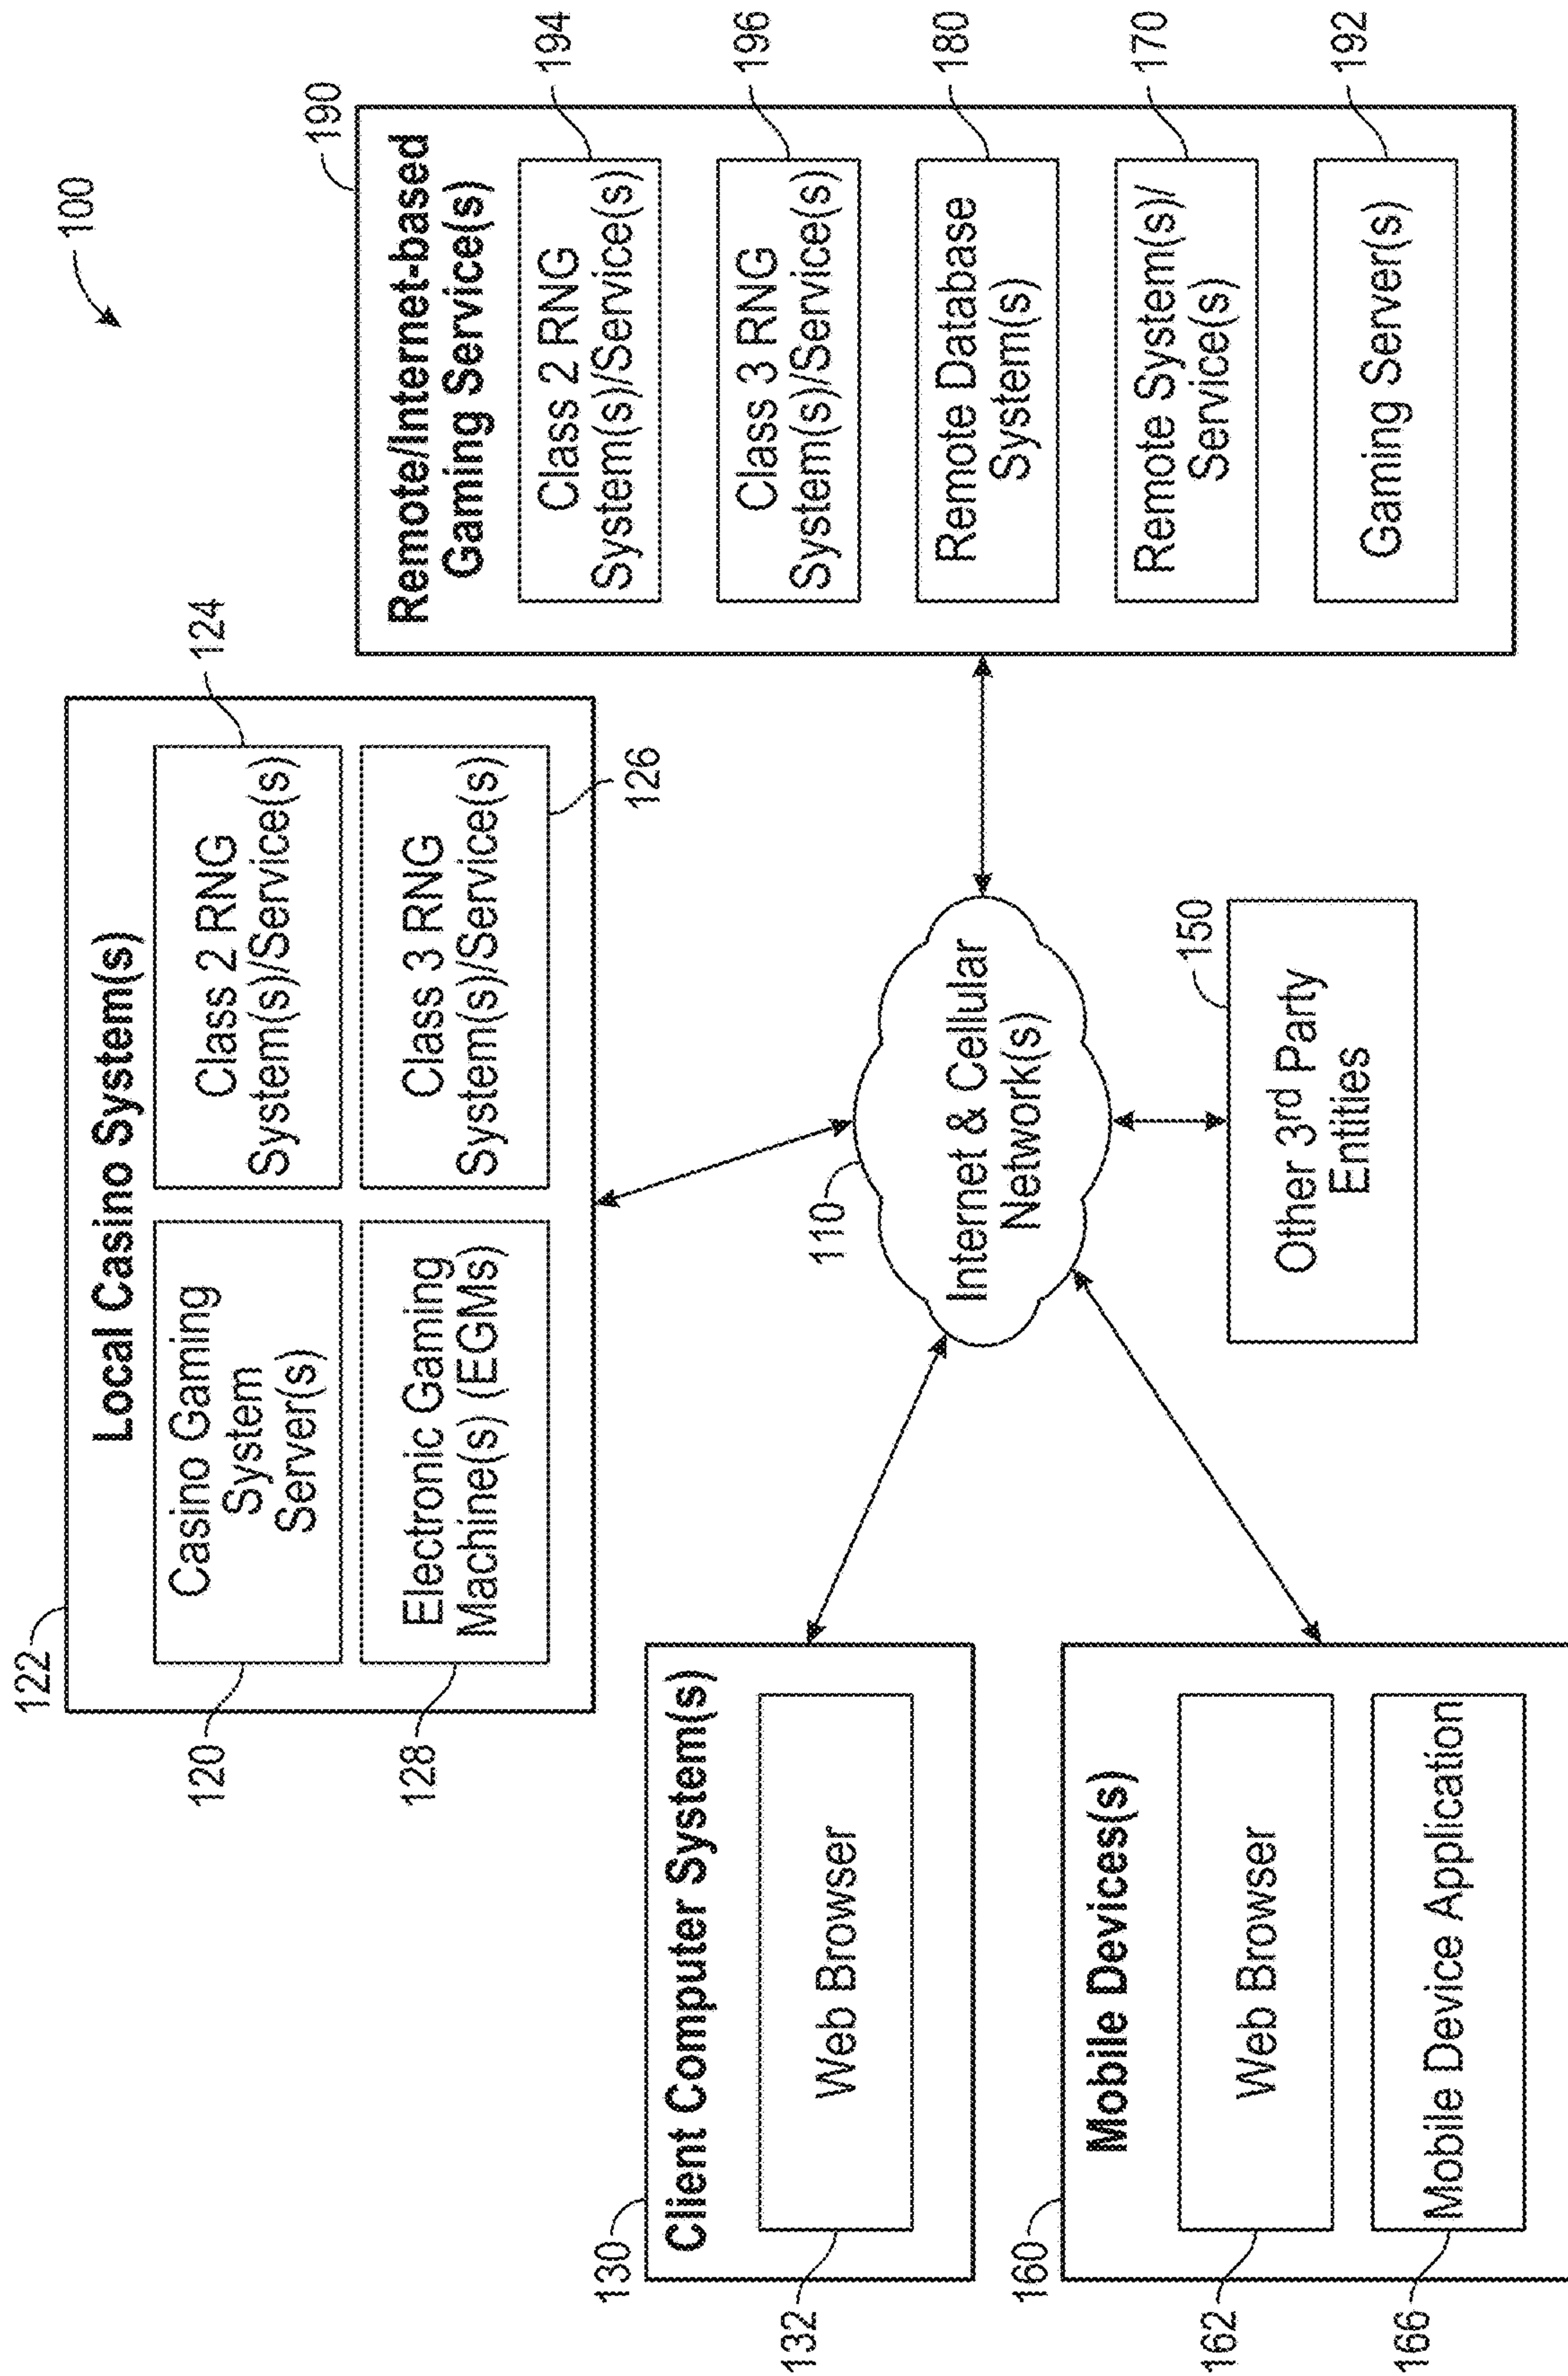 100
122
Local Casino System(s)
120
Casino Gaming
System
Server(s)
Class 2 RNG
System(s)/Service(s)
124
128
Electronic Gaming
Machine(s) (EGMs)
Class 3 RNG
System(s)/Service(s)
126
190
Remote/Internet-based
Gaming Service(s)
Class 2 RNG
System(s)/Service(s)
194
Class 3 RNG
System(s)/Service(s)
196
Remote Database
System(s)
180
Remote System(s)/
Service(s)
170
Gaming Server(s)
192
130
Client Computer System(s)
Web Browser
132
110
Internet & Cellular
Network(s)
150
Other 3rd Party
Entities
160
Mobile Devices(s)
Web Browser
162
Mobile Device Application
166